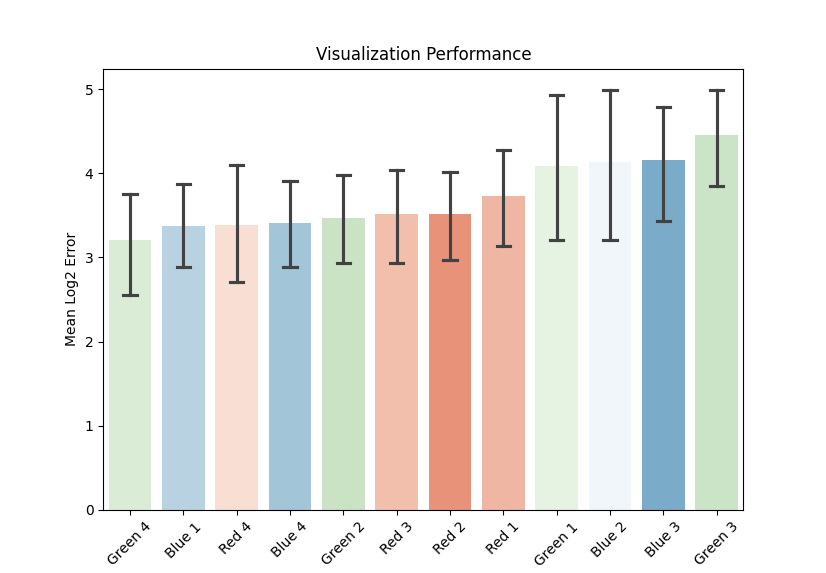 Visualization Performance
Mean Log2 Error
5
4
3
2
1
0
Green 4
Blue 1
Red 4
Blue 4
Green 2
Red 3
Red 2
Red 1
Green 1
Blue 2
Blue 3
Green 3